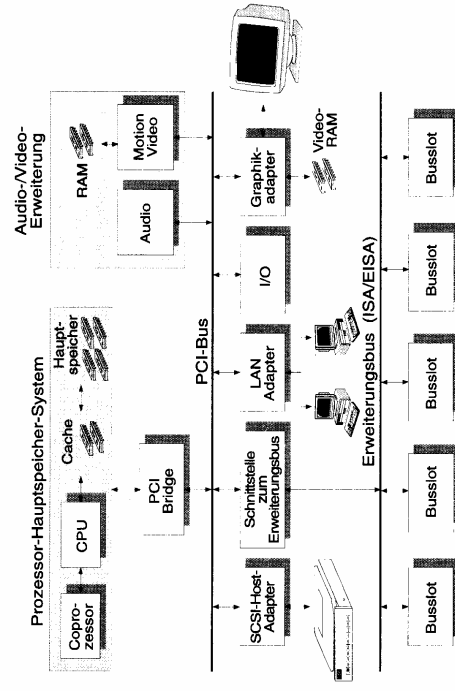 Prozessor-Hauptspeicher-System
Audio-/Video-
Erweiterung
Copro-
zessor
CPU
Cache
Haupt-
speicher
PCI
Bridge
Audio
RAM
Motion
Video
PCI-Bus
SCSI-Host-
Adapter
Schnittstelle
zum
Erweiterungsbus
LAN
Adapter
I/O
Graphik-
adapter
Video-
RAM
Erweiterungsbus (ISA/EISA)
Busslot
Busslot
Busslot
Busslot
Busslot